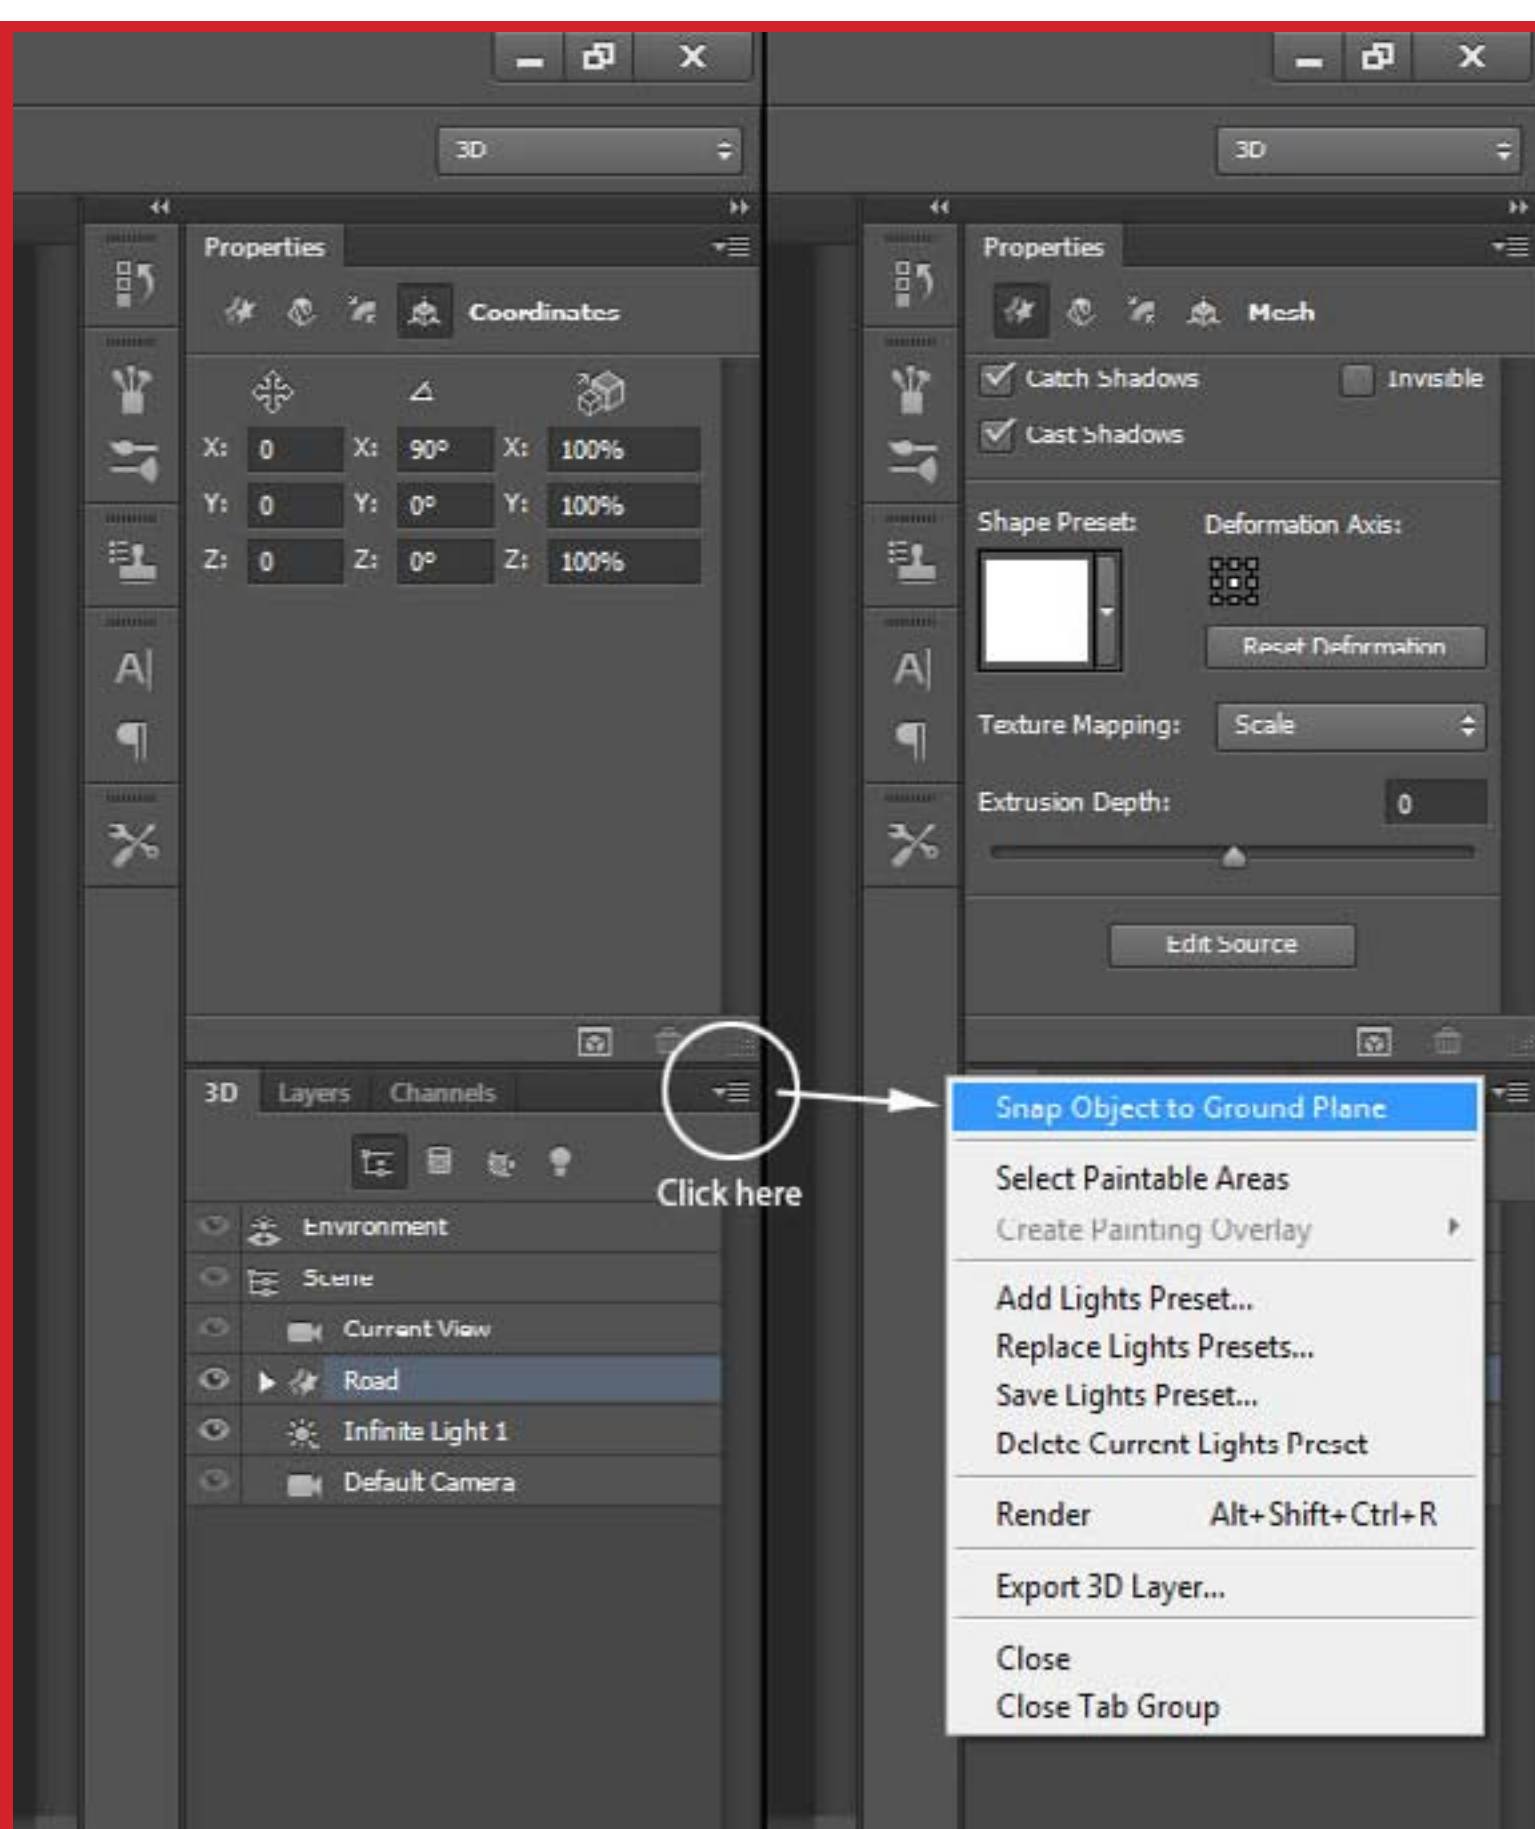 3D
Properties
Coordinates
X: 0 X: 90° X: 100%
Y: 0 Y: 0° Y: 100%
Z: 0 Z: 0° Z: 100%
3D Layers Channels
Click here
Environment
Scene
Current View
Road
Infinite Light 1
Default Camera
3D
Properties
Mesh
Catch Shadows Invisible
Cast Shadows
Shape Preset: Deformation Axis:
Reset Deformation
Texture Mapping: Scale
Extrusion Depth: 0
Edit Source
Snap Object to Ground Plane
Select Paintable Areas
Create Painting Overlay
Add Lights Preset...
Replace Lights Presets...
Save Lights Preset...
Delete Current Lights Preset
Render Alt+Shift+Ctrl+R
Export 3D Layer...
Close
Close Tab Group